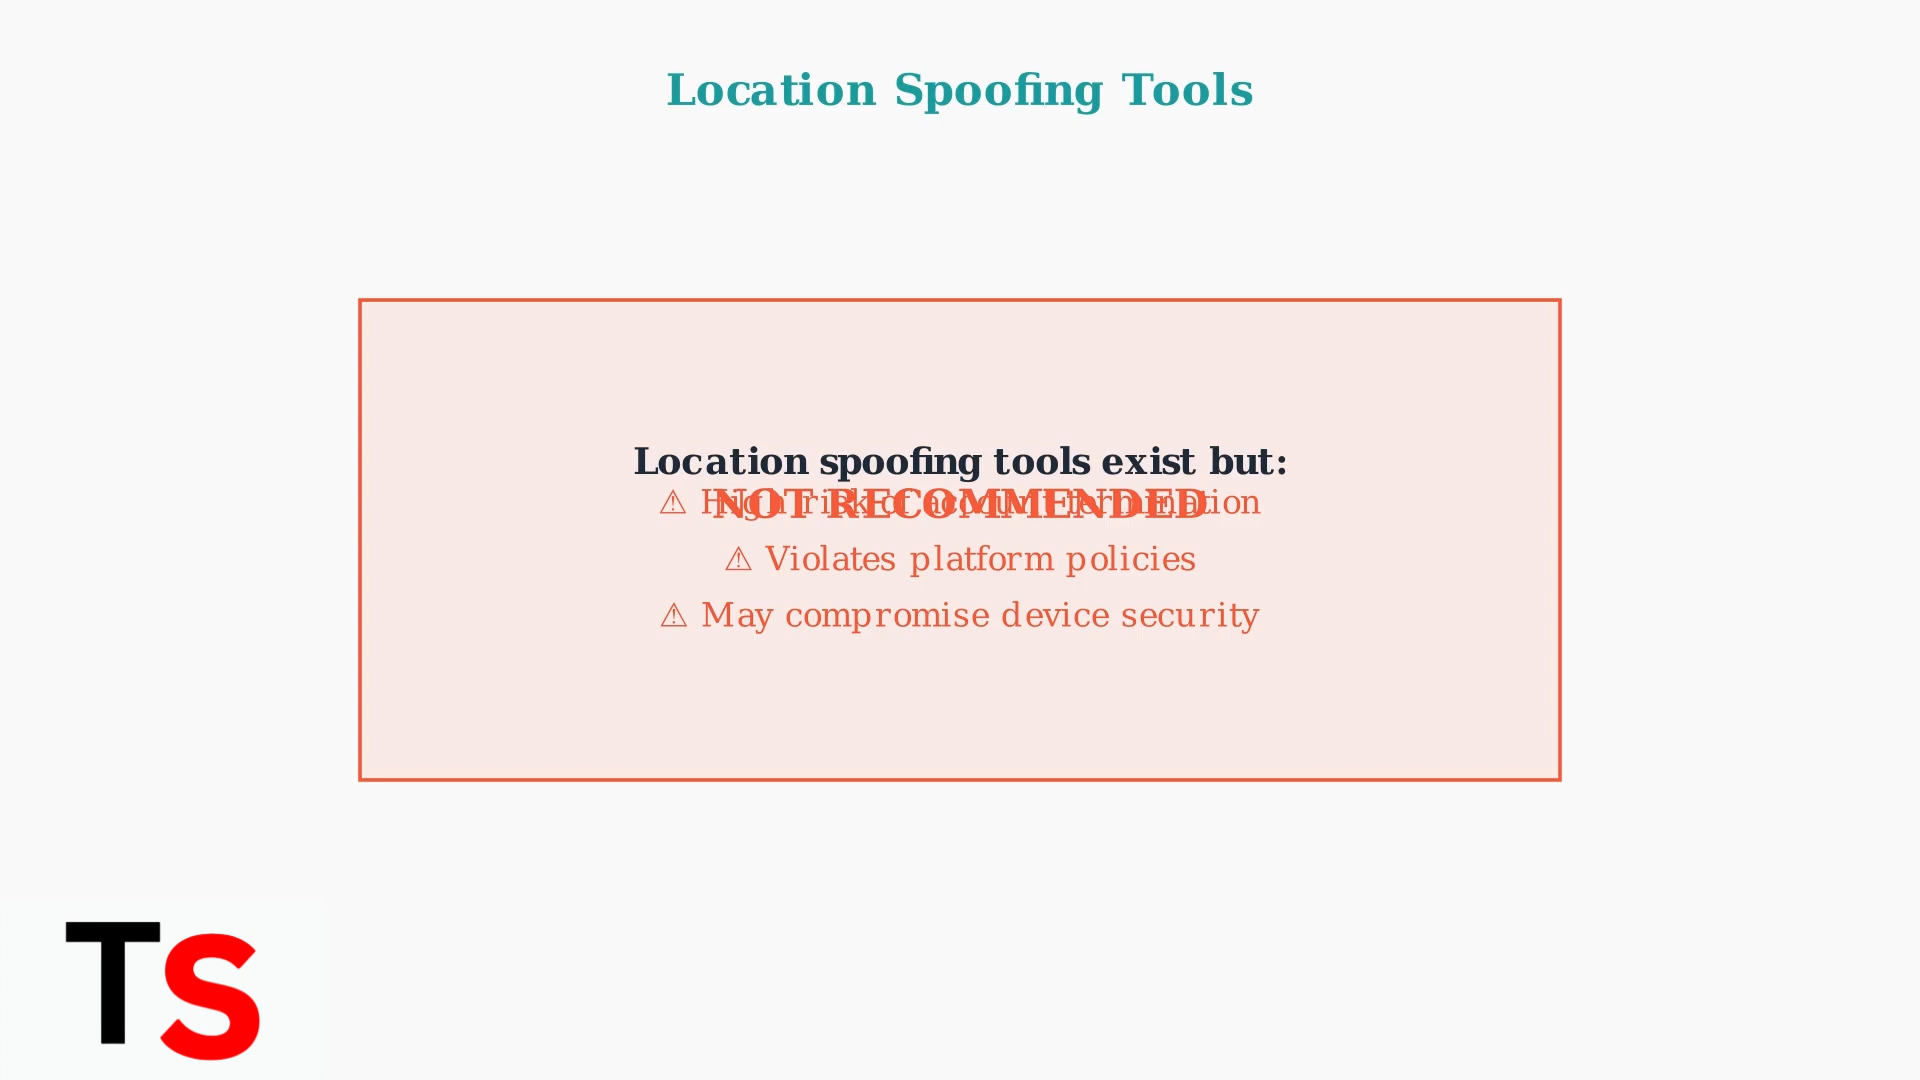 Location Spoofing Tools
Location spoofing tools exist but:
⚠ High risk of account termination
NOT RECOMMENDED
⚠ Violates platform policies
⚠ May compromise device security
TS